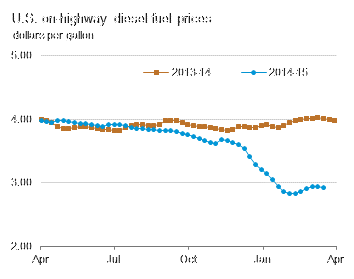 U.S. on-highway diesel fuel prices
dollars per gallon
5.00
2013-14 2014-15
4.00
3.00
2.00
Apr Jul Oct Jan Apr